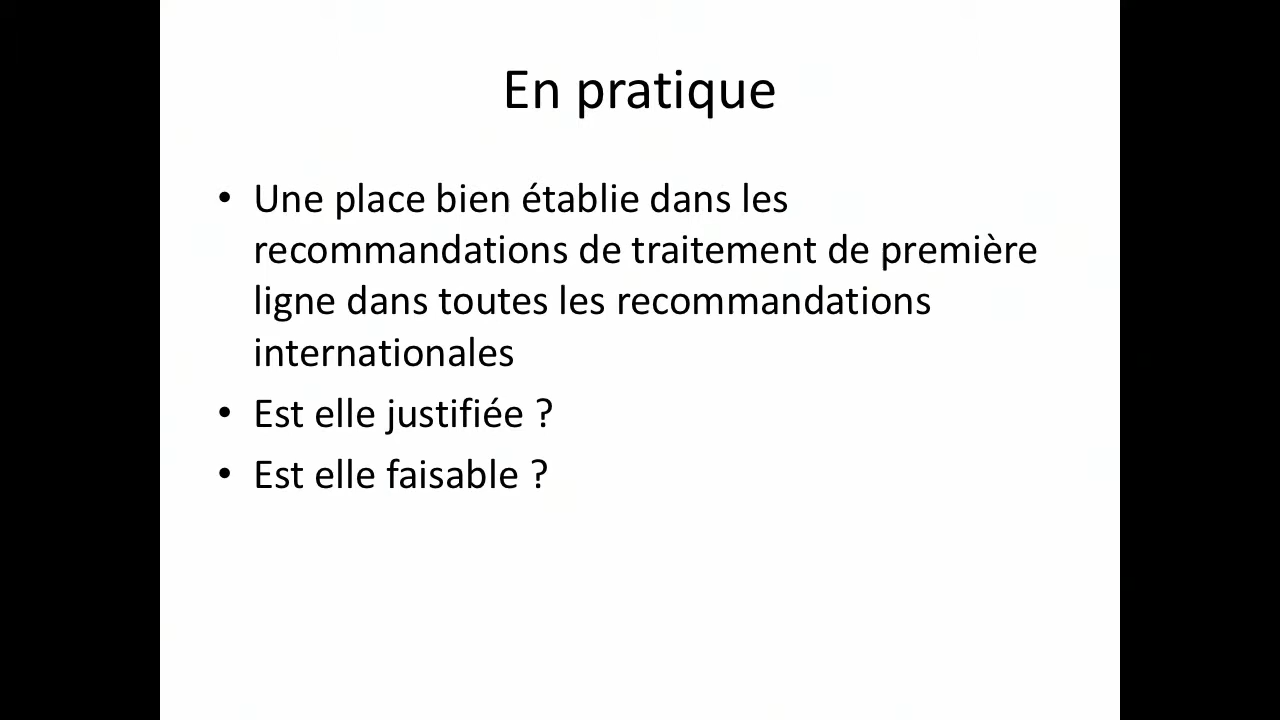 En pratique
• Une place bien établie dans les
recommandations de traitement de première
ligne dans toutes les recommandations
internationales
• Est elle justifiée ?
• Est elle faisable ?